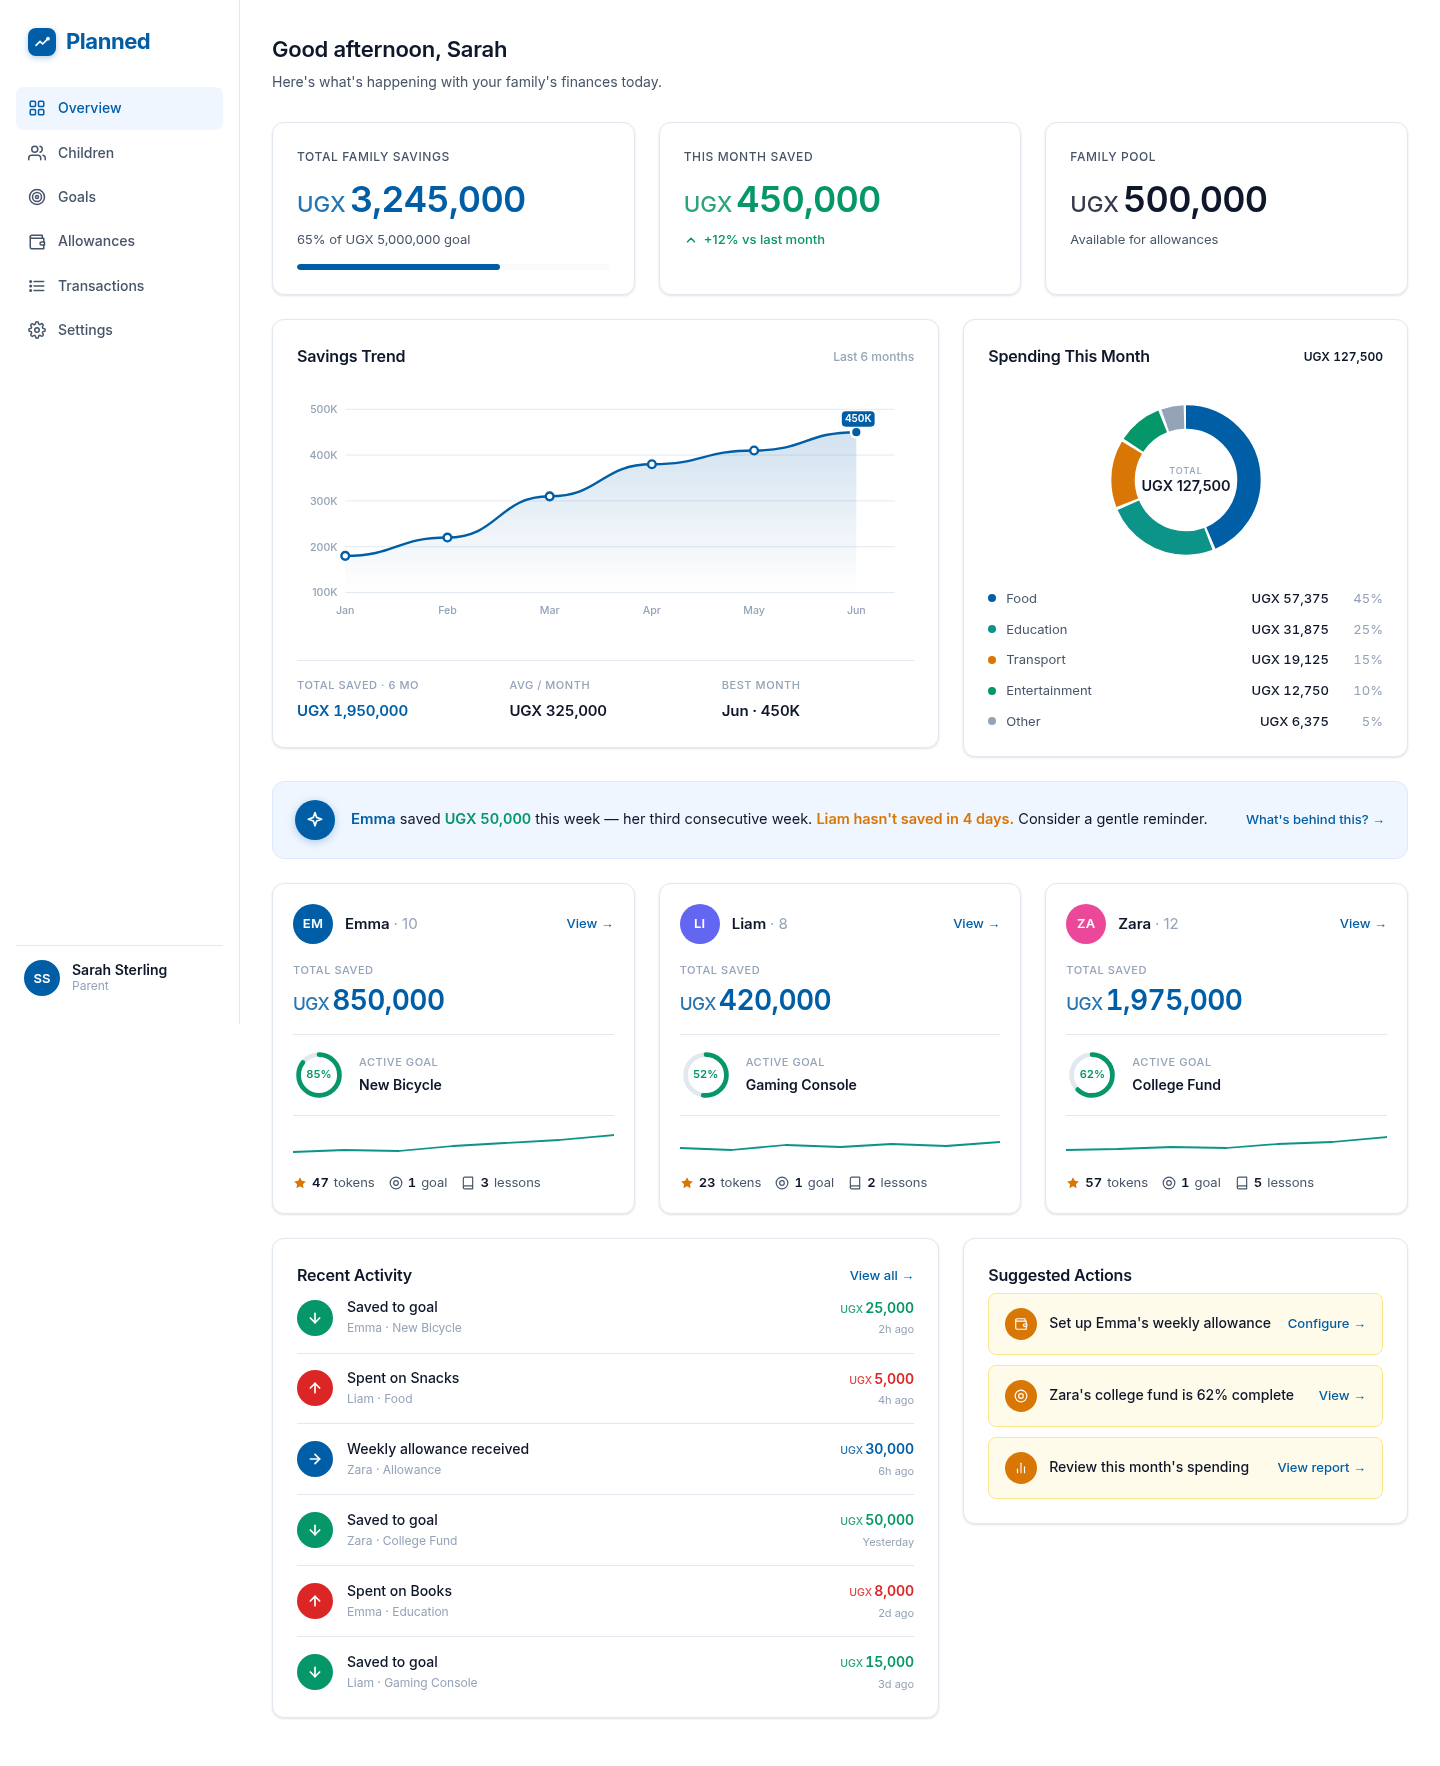 Planned
Overview
Children
Goals
Allowances
Transactions
Settings
SS
Sarah Sterling
Parent
Good afternoon, Sarah
Here's what's happening with your family's finances today.
TOTAL FAMILY SAVINGS
UGX 3,245,000
65% of UGX 5,000,000 goal
THIS MONTH SAVED
UGX 450,000
+12% vs last month
FAMILY POOL
UGX 500,000
Available for allowances
Savings Trend
Last 6 months
500K
400K
300K
200K
100K
450K
Jan Feb Mar Apr May Jun
TOTAL SAVED · 6 MO
UGX 1,950,000
AVG / MONTH
UGX 325,000
BEST MONTH
Jun · 450K
Spending This Month
UGX 127,500
TOTAL
UGX 127,500
Food UGX 57,375 45%
Education UGX 31,875 25%
Transport UGX 19,125 15%
Entertainment UGX 12,750 10%
Other UGX 6,375 5%
Emma saved UGX 50,000 this week — her third consecutive week. Liam hasn't saved in 4 days. Consider a gentle reminder.
What's behind this? →
EM
Emma · 10
View →
TOTAL SAVED
UGX 850,000
85%
ACTIVE GOAL
New Bicycle
47 tokens 1 goal 3 lessons
LI
Liam · 8
View →
TOTAL SAVED
UGX 420,000
52%
ACTIVE GOAL
Gaming Console
23 tokens 1 goal 2 lessons
ZA
Zara · 12
View →
TOTAL SAVED
UGX 1,975,000
62%
ACTIVE GOAL
College Fund
57 tokens 1 goal 5 lessons
Recent Activity
View all →
Saved to goal
Emma · New Bicycle
UGX 25,000
2h ago
Spent on Snacks
Liam · Food
UGX 5,000
4h ago
Weekly allowance received
Zara · Allowance
UGX 30,000
6h ago
Saved to goal
Zara · College Fund
UGX 50,000
Yesterday
Spent on Books
Emma · Education
UGX 8,000
2d ago
Saved to goal
Liam · Gaming Console
UGX 15,000
3d ago
Suggested Actions
Set up Emma's weekly allowance
Configure →
Zara's college fund is 62% complete
View →
Review this month's spending
View report →